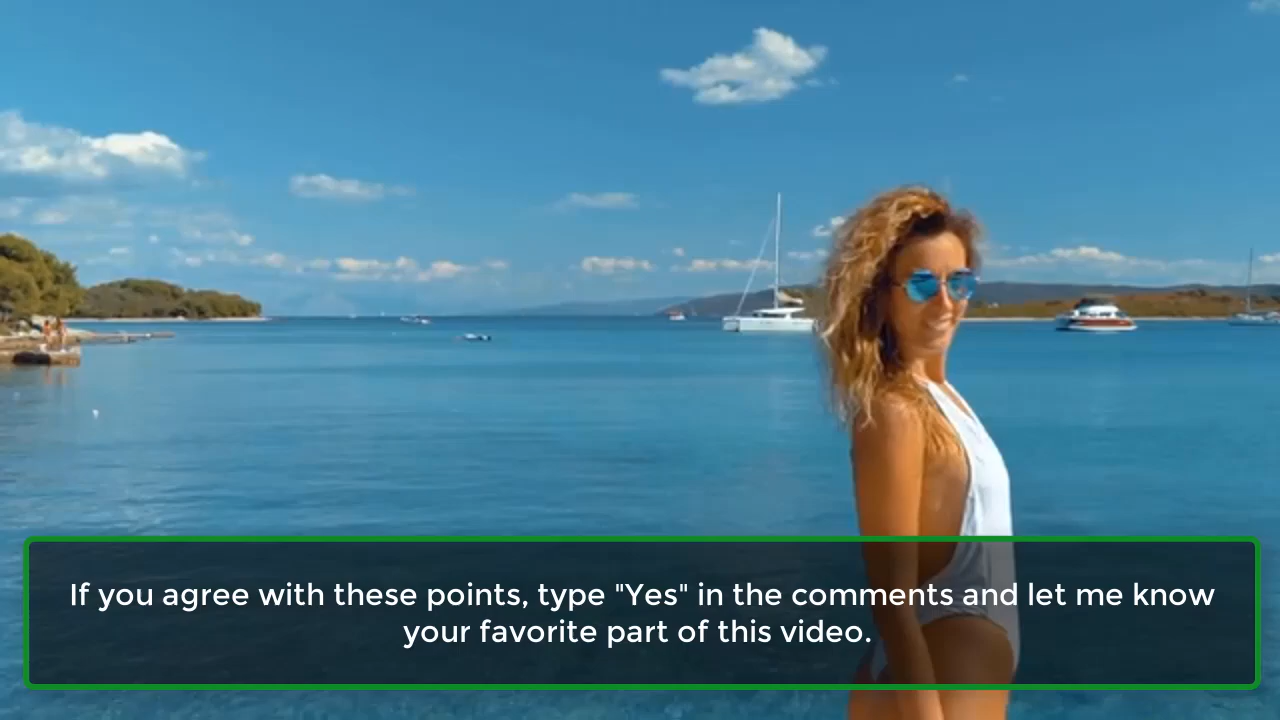 If you agree with these points, type "Yes" in the comments and let me know
your favorite part of this video.